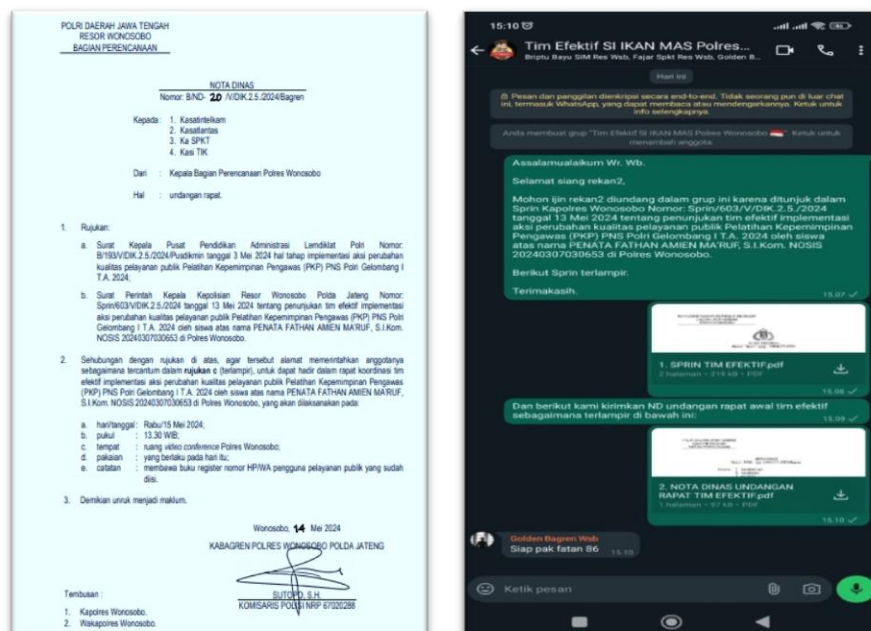 POLRI DAERAH JAWA TENGAH
RESOR WONOSOBO
BAGIAN PERENCANAAN
NOTA DINAS
Nomor: B/ND- 20 /V/DIK.2.5./2024/Bagren
Kepada : 1. Kasatintelkam
2. Kasatlantas
3. Ka SPKT
4. Kasi TIK
Dari : Kepala Bagian Perencanaan Polres Wonosobo
Hal : undangan rapat.
1. Rujukan:
a. Surat Kepala Pusat Pendidikan Administrasi Lemdiklat Polri Nomor:
B/193/V/DIK.2.5./2024/Pusdikmin tanggal 3 Mei 2024 hal tahap implementasi aksi perubahan
kualitas pelayanan publik Pelatihan Kepemimpinan Pengawas (PKP) PNS Polri Gelombang I
T.A. 2024;
b. Surat Perintah Kepala Kepolisian Resor Wonosobo Polda Jateng Nomor:
Sprin/603/V/DIK.2.5./2024 tanggal 13 Mei 2024 tentang penunjukan tim efektif implementasi
aksi perubahan kualitas pelayanan publik Pelatihan Kepemimpinan Pengawas (PKP) PNS Polri
Gelombang I T.A. 2024 oleh siswa atas nama PENATA FATHAN AMIEN MA'RUF, S.I.Kom.
NOSIS 20240307030653 di Polres Wonosobo.
2. Sehubungan dengan rujukan di atas, agar tersebut alamat memerintahkan anggotanya
sebagaimana tercantum dalam rujukan c (terlampir), untuk dapat hadir dalam rapat koordinasi tim
efektif implementasi aksi perubahan kualitas pelayanan publik Pelatihan Kepemimpinan Pengawas
(PKP) PNS Polri Gelombang I T.A. 2024 oleh siswa atas nama PENATA FATHAN AMIEN MA'RUF,
S.I.Kom. NOSIS 20240307030653 di Polres Wonosobo, yang akan dilaksanakan pada:
a. hari/tanggal : Rabu/15 Mei 2024;
b. pukul : 13.30 WIB;
c. tempat : ruang video conference Polres Wonosobo;
d. pakaian : yang berlaku pada hari itu;
e. catatan : membawa buku register nomor HP/WA pengguna pelayanan publik yang sudah
diisi.
3. Demikian unruk menjadi maklum.
Wonosobo, 14 Mei 2024
KABAGREN POLRES WONOSOBO POLDA JATENG
SUTOPO, S.H.
KOMISARIS POLISI NRP 67020288
Tembusan :
1. Kapolres Wonosobo.
2. Wakapolres Wonosobo.
15:10
Tim Efektif SI IKAN MAS Polres...
Briptu Bayu SIM Res Wsb, Fajar Spkt Res Wsb, Golden B...
Hari ini
Pesan dan panggilan dienkripsi secara end-to-end. Tidak seorang pun di luar chat
ini, termasuk WhatsApp, yang dapat membaca atau mendengarkannya. Ketuk untuk
info selengkapnya.
Anda membuat grup "Tim Efektif SI IKAN MAS Polres Wonosobo". Ketuk untuk
menambah anggota.
Assalamualaikum Wr. Wb.
Selamat siang rekan2,
Mohon ijin rekan2 diundang dalam grup ini karena ditunjuk dalam
Sprin Kapolres Wonosobo Nomor: Sprin/603/V/DIK.2.5./2024
tanggal 13 Mei 2024 tentang penunjukan tim efektif implementasi
aksi perubahan kualitas pelayanan publik Pelatihan Kepemimpinan
Pengawas (PKP) PNS Polri Gelombang I T.A. 2024 oleh siswa
atas nama PENATA FATHAN AMIEN MA'RUF, S.I.Kom. NOSIS
20240307030653 di Polres Wonosobo.
Berikut Sprin terlampir.
Terimakasih.
15.07
1. SPRIN TIM EFEKTIF.pdf
2 halaman • 219 kB • PDF
15.08
Dan berikut kami kirimkan ND undangan rapat awal tim efektif
sebagaimana terlampir di bawah ini:
15.09
2. NOTA DINAS UNDANGAN
RAPAT TIM EFEKTIF.pdf
1 halaman • 97 kB • PDF
15.10
Golden Bagren Wsb
Siap pak fatan 86
15.10
Ketik pesan